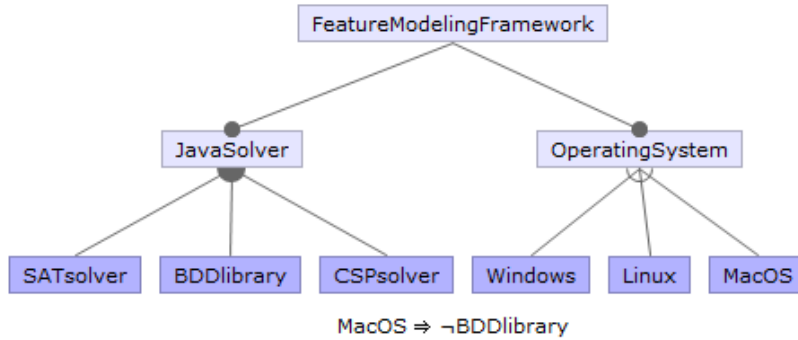 FeatureModelingFramework
JavaSolver
OperatingSystem
SATsolver
BDDlibrary
CSPsolver
Windows
Linux
MacOS
MacOS ⇒ ¬BDDlibrary